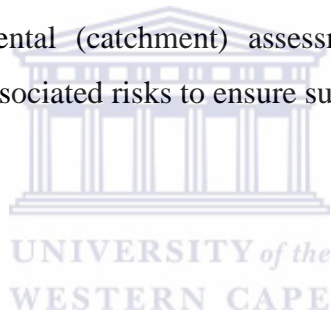 ental (catchment) assessm
sociated risks to ensure su
UNIVERSITY of the
WESTERN CAPE